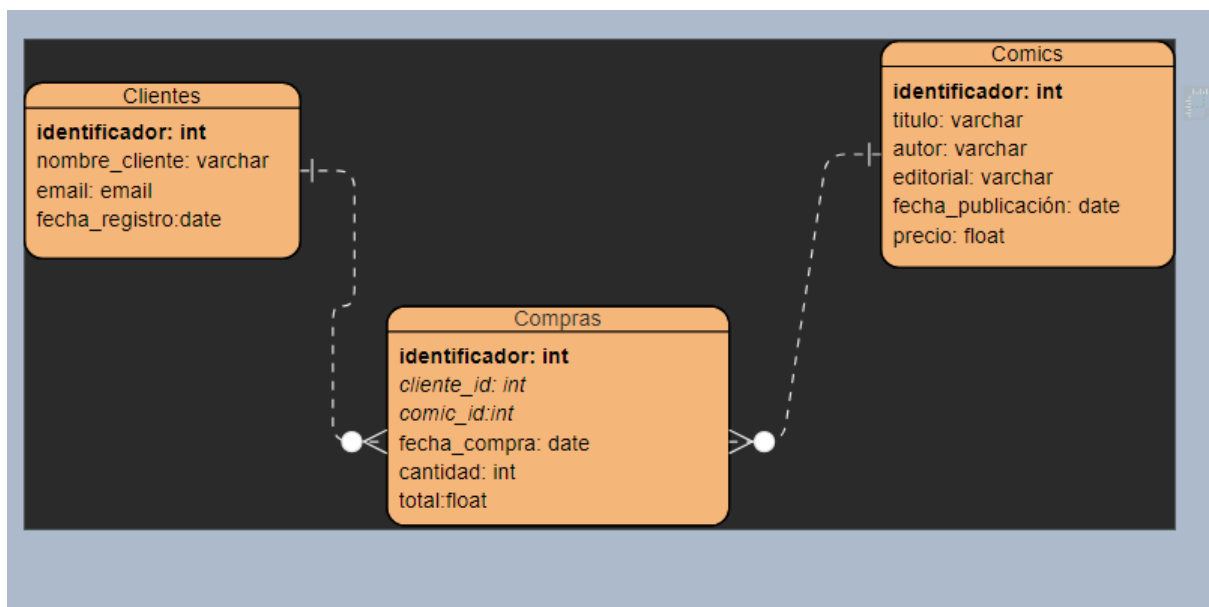 Clientes
identificador: int
nombre_cliente: varchar
email: email
fecha_registro:date
Comics
identificador: int
titulo: varchar
autor: varchar
editorial: varchar
fecha_publicación: date
precio: float
Compras
identificador: int
cliente_id: int
comic_id:int
fecha_compra: date
cantidad: int
total:float